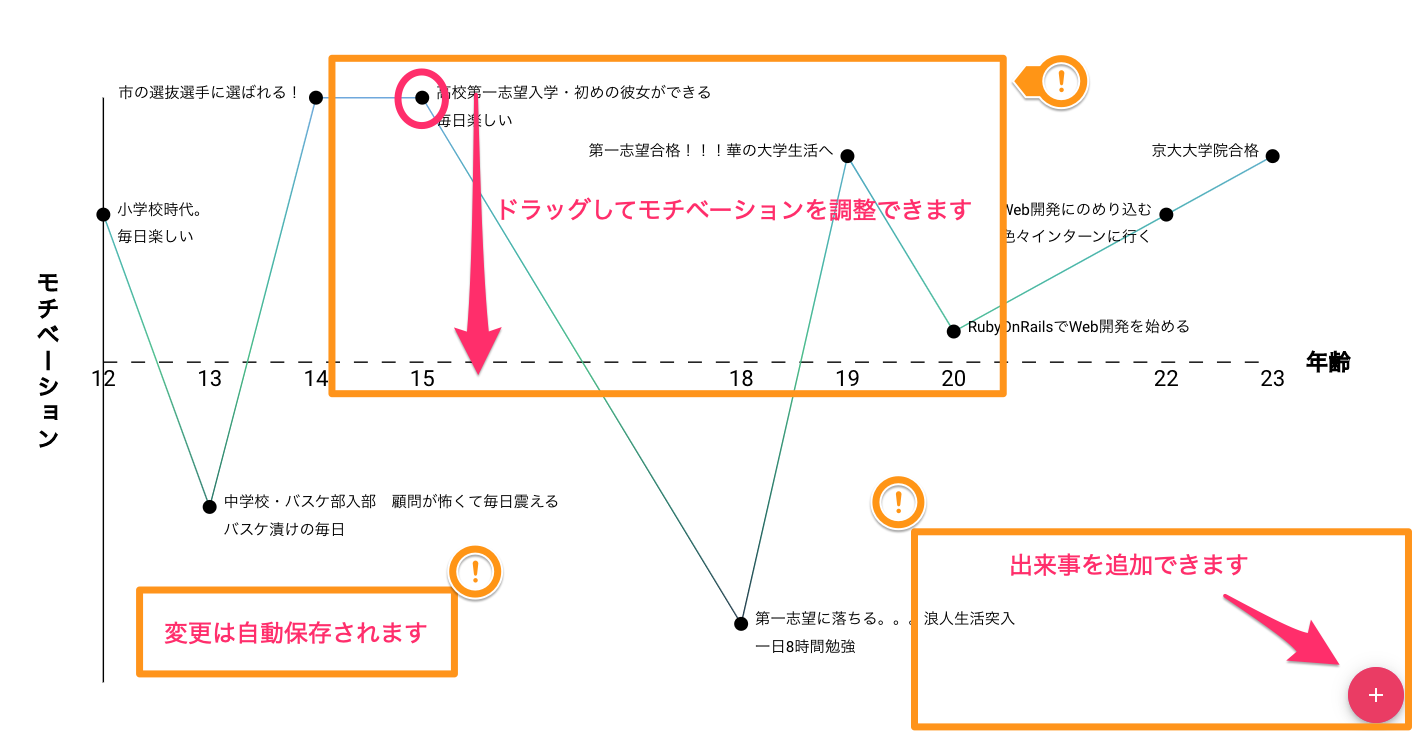 市の選抜選手に選ばれる！
高校第一志望入学・初めの彼女ができる
毎日楽しい
第一志望合格！！！華の大学生活へ
京大大学院合格
小学校時代。
毎日楽しい
ドラッグしてモチベーションを調整できます
Web開発にのめり込む
色々インターンに行く
RubyOnRailsでWeb開発を始める
モチベーション
年齢
12 13 14 15 18 19 20 22 23
中学校・バスケ部入部　顧問が怖くて毎日震える
バスケ漬けの毎日
変更は自動保存されます
出来事を追加できます
第一志望に落ちる。。。浪人生活突入
一日8時間勉強